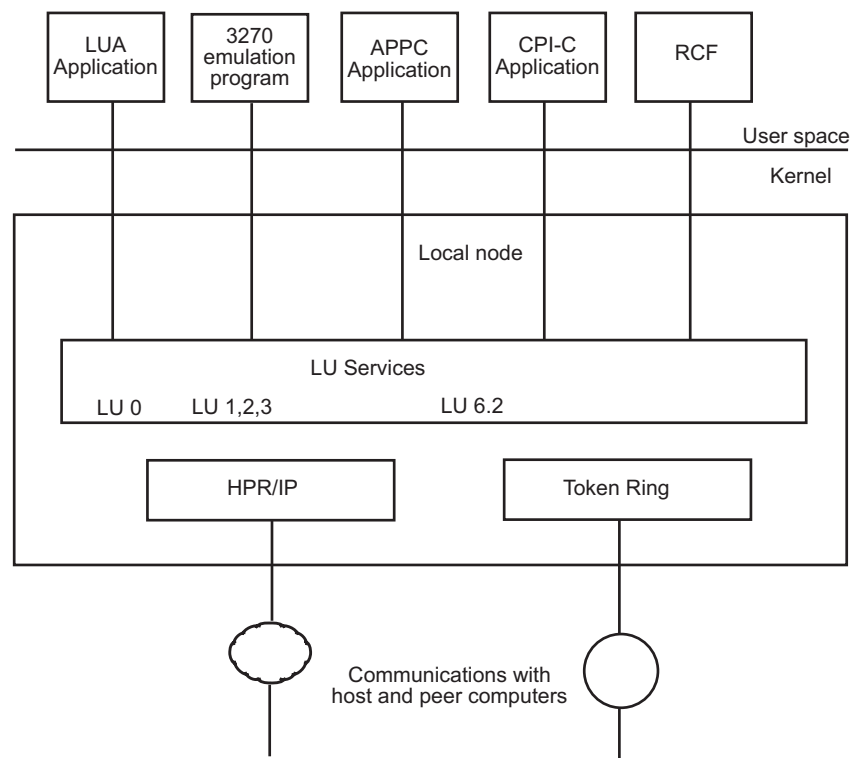 LUA
Application
3270
emulation
program
APPC
Application
CPI-C
Application
RCF
User space
Kernel
Local node
LU Services
LU 0
LU 1,2,3
LU 6.2
HPR/IP
Token Ring
Communications with
host and peer computers